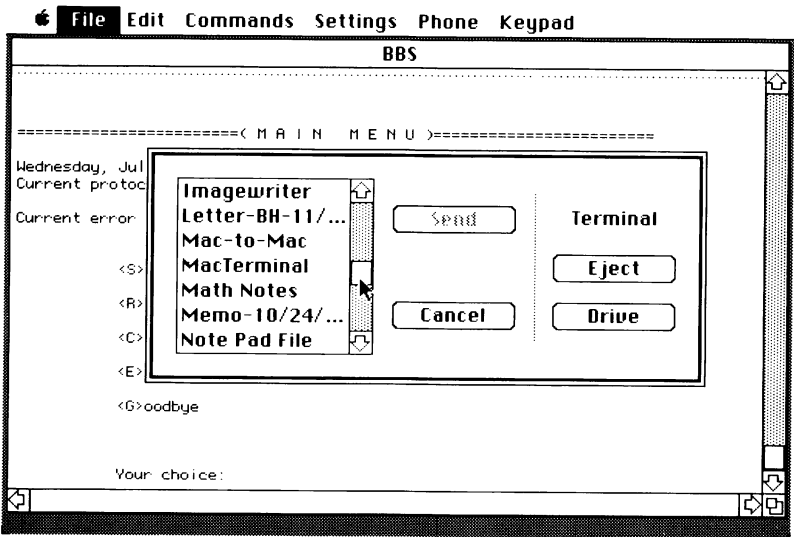 File Edit Commands Settings Phone Keypad
BBS
========================( M A I N   M E N U )========================
Wednesday, Jul
Current protoc
Current error
<S>
<R>
<C>
<E>
<G>oodbye
Your choice:
Imagewriter
Letter-BH-11/...
Mac-to-Mac
MacTerminal
Math Notes
Memo-10/24/...
Note Pad File
Send
Cancel
Terminal
Eject
Drive